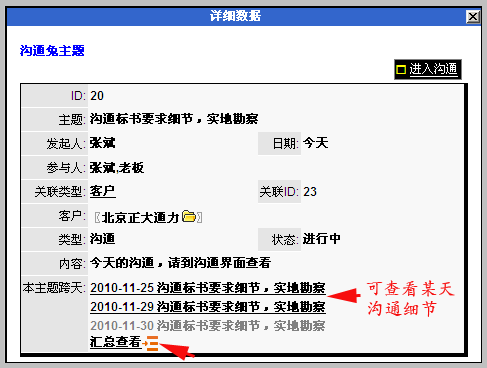 详细数据
沟通兔主题
进入沟通
ID: 20
主题: 沟通标书要求细节，实地勘察
发起人: 张斌 日期: 今天
参与人: 张斌,老板
关联类型: 客户 关联ID: 23
客户: 〖北京正大通力〗
类型: 沟通 状态: 进行中
内容: 今天的沟通，请到沟通界面查看
本主题跨天: 2010-11-25 沟通标书要求细节，实地勘察
2010-11-29 沟通标书要求细节，实地勘察
2010-11-30 沟通标书要求细节，实地勘察
汇总查看
可查看某天
沟通细节